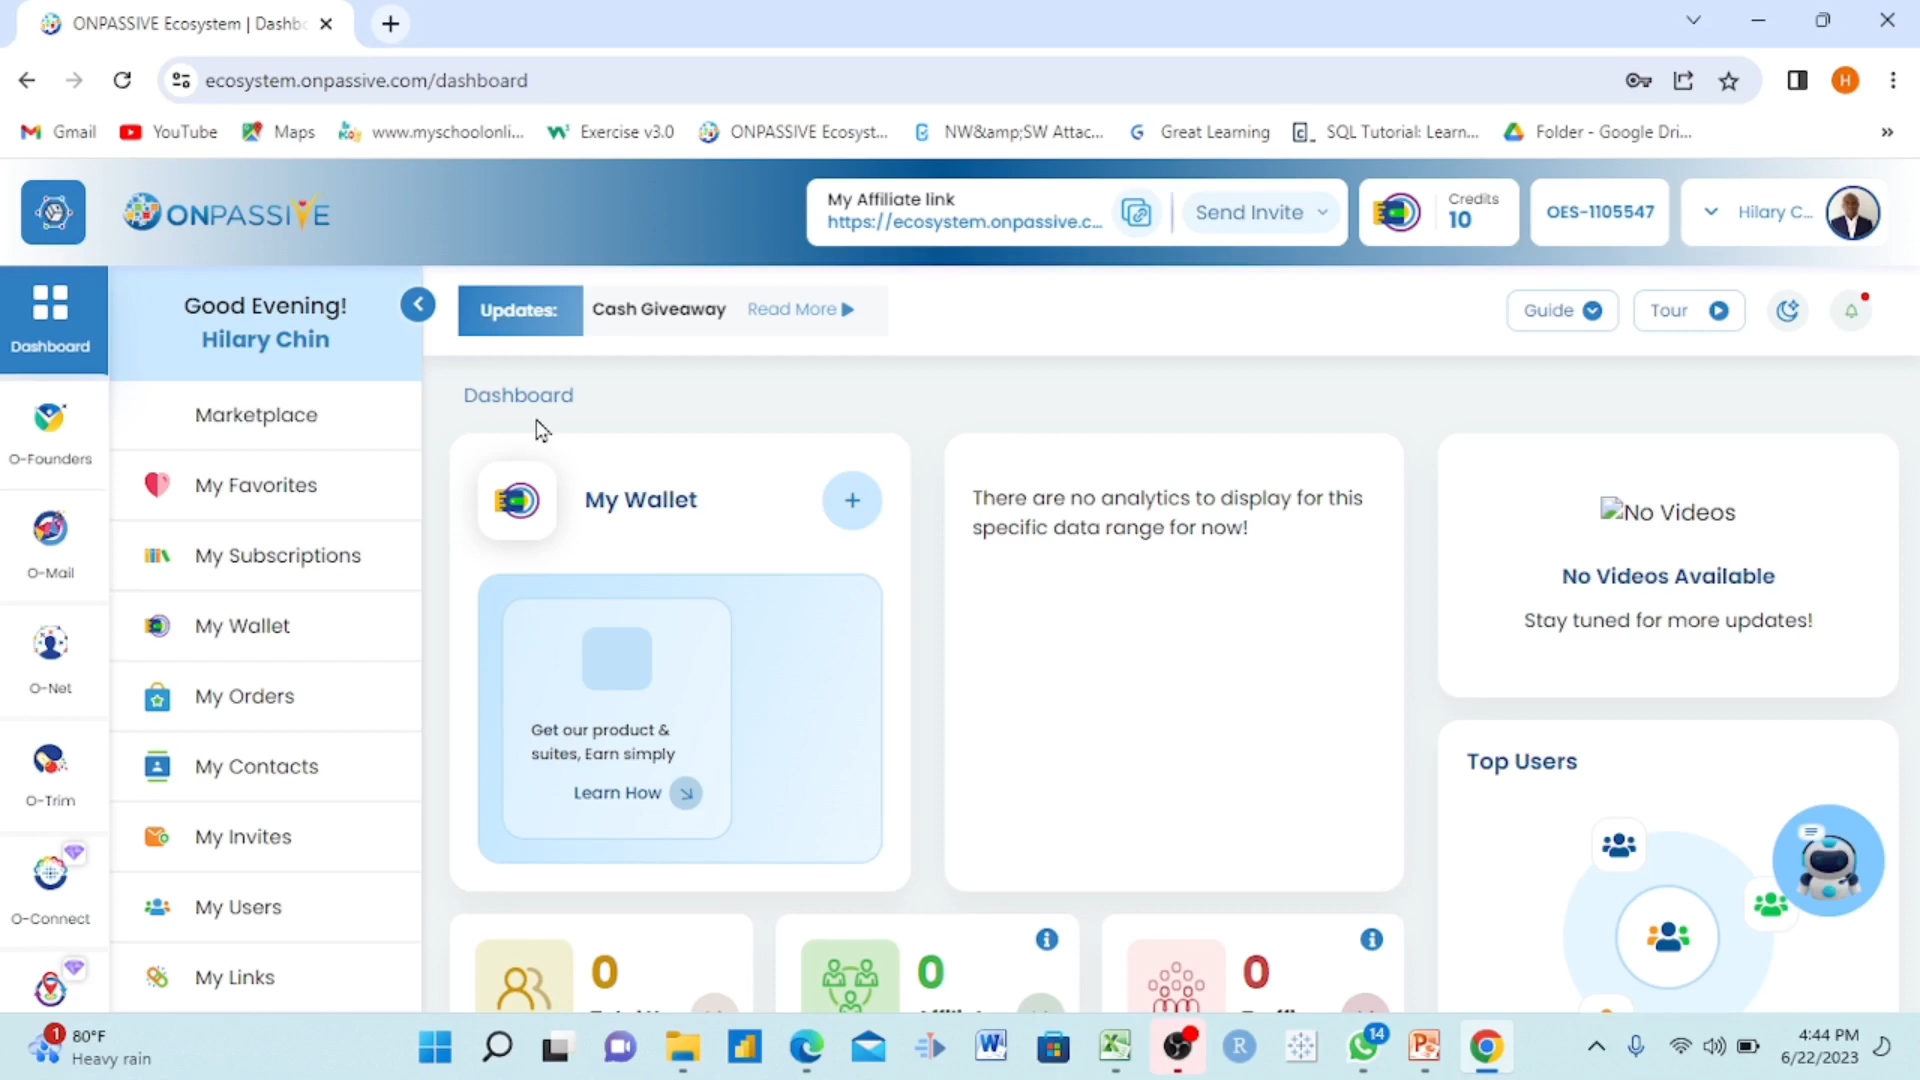 ONPASSIVE Ecosystem | Dashbo
ecosystem.onpassive.com/dashboard
H
Gmail
YouTube
Maps
www.myschoolonli...
Exercise v3.0
ONPASSIVE Ecosyst...
NW&amp;SW Attac...
Great Learning
SQL Tutorial: Learn...
Folder - Google Dri...
»
ONPASSIVE
My Affiliate link
https://ecosystem.onpassive.c...
Send Invite
Credits
10
OES-1105547
Hilary C...
Dashboard
O-Founders
O-Mail
O-Net
O-Trim
O-Connect
Good Evening!
Hilary Chin
Marketplace
My Favorites
My Subscriptions
My Wallet
My Orders
My Contacts
My Invites
My Users
My Links
Updates:
Cash Giveaway
Read More
Guide
Tour
Dashboard
My Wallet
+
Get our product &
suites, Earn simply
Learn How
There are no analytics to display for this
specific data range for now!
No Videos
No Videos Available
Stay tuned for more updates!
Top Users
0
0
0
1
80°F
Heavy rain
14
4:44 PM
6/22/2023